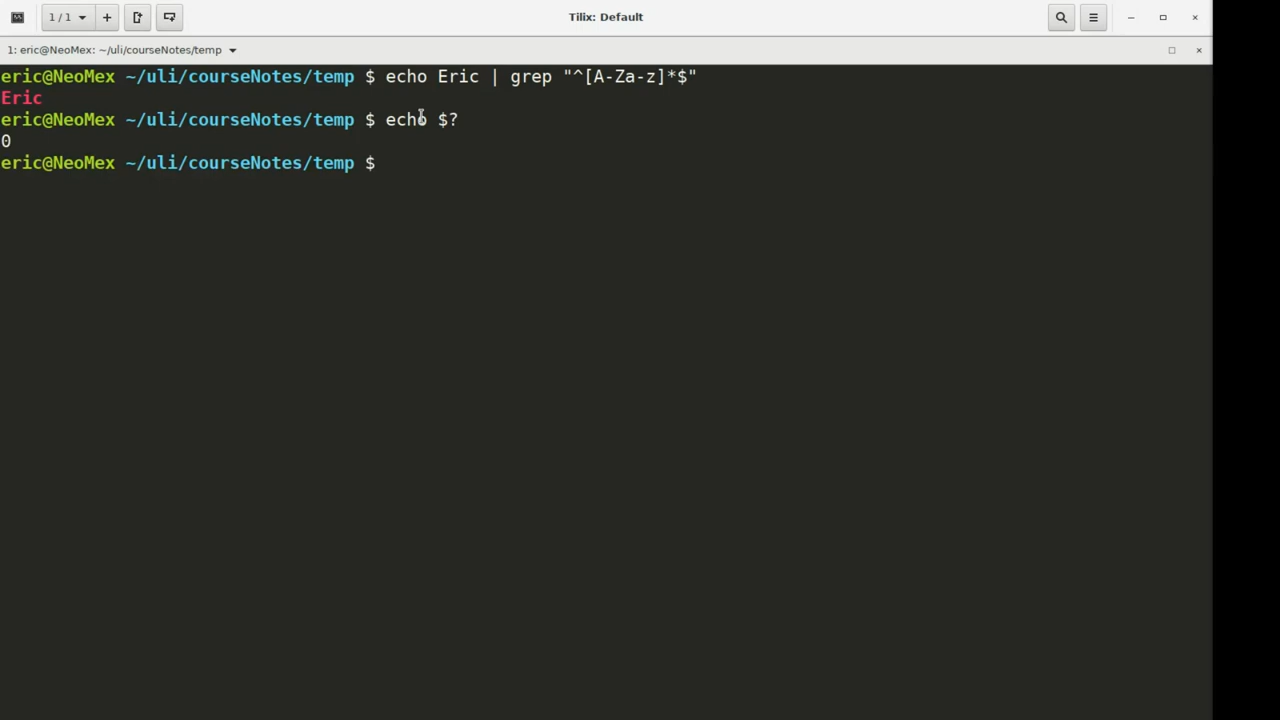 1 / 1 + Tilix: Default
1: eric@NeoMex: ~/uli/courseNotes/temp
eric@NeoMex ~/uli/courseNotes/temp $ echo Eric | grep "^[A-Za-z]*$"
Eric
eric@NeoMex ~/uli/courseNotes/temp $ echo $?
0
eric@NeoMex ~/uli/courseNotes/temp $